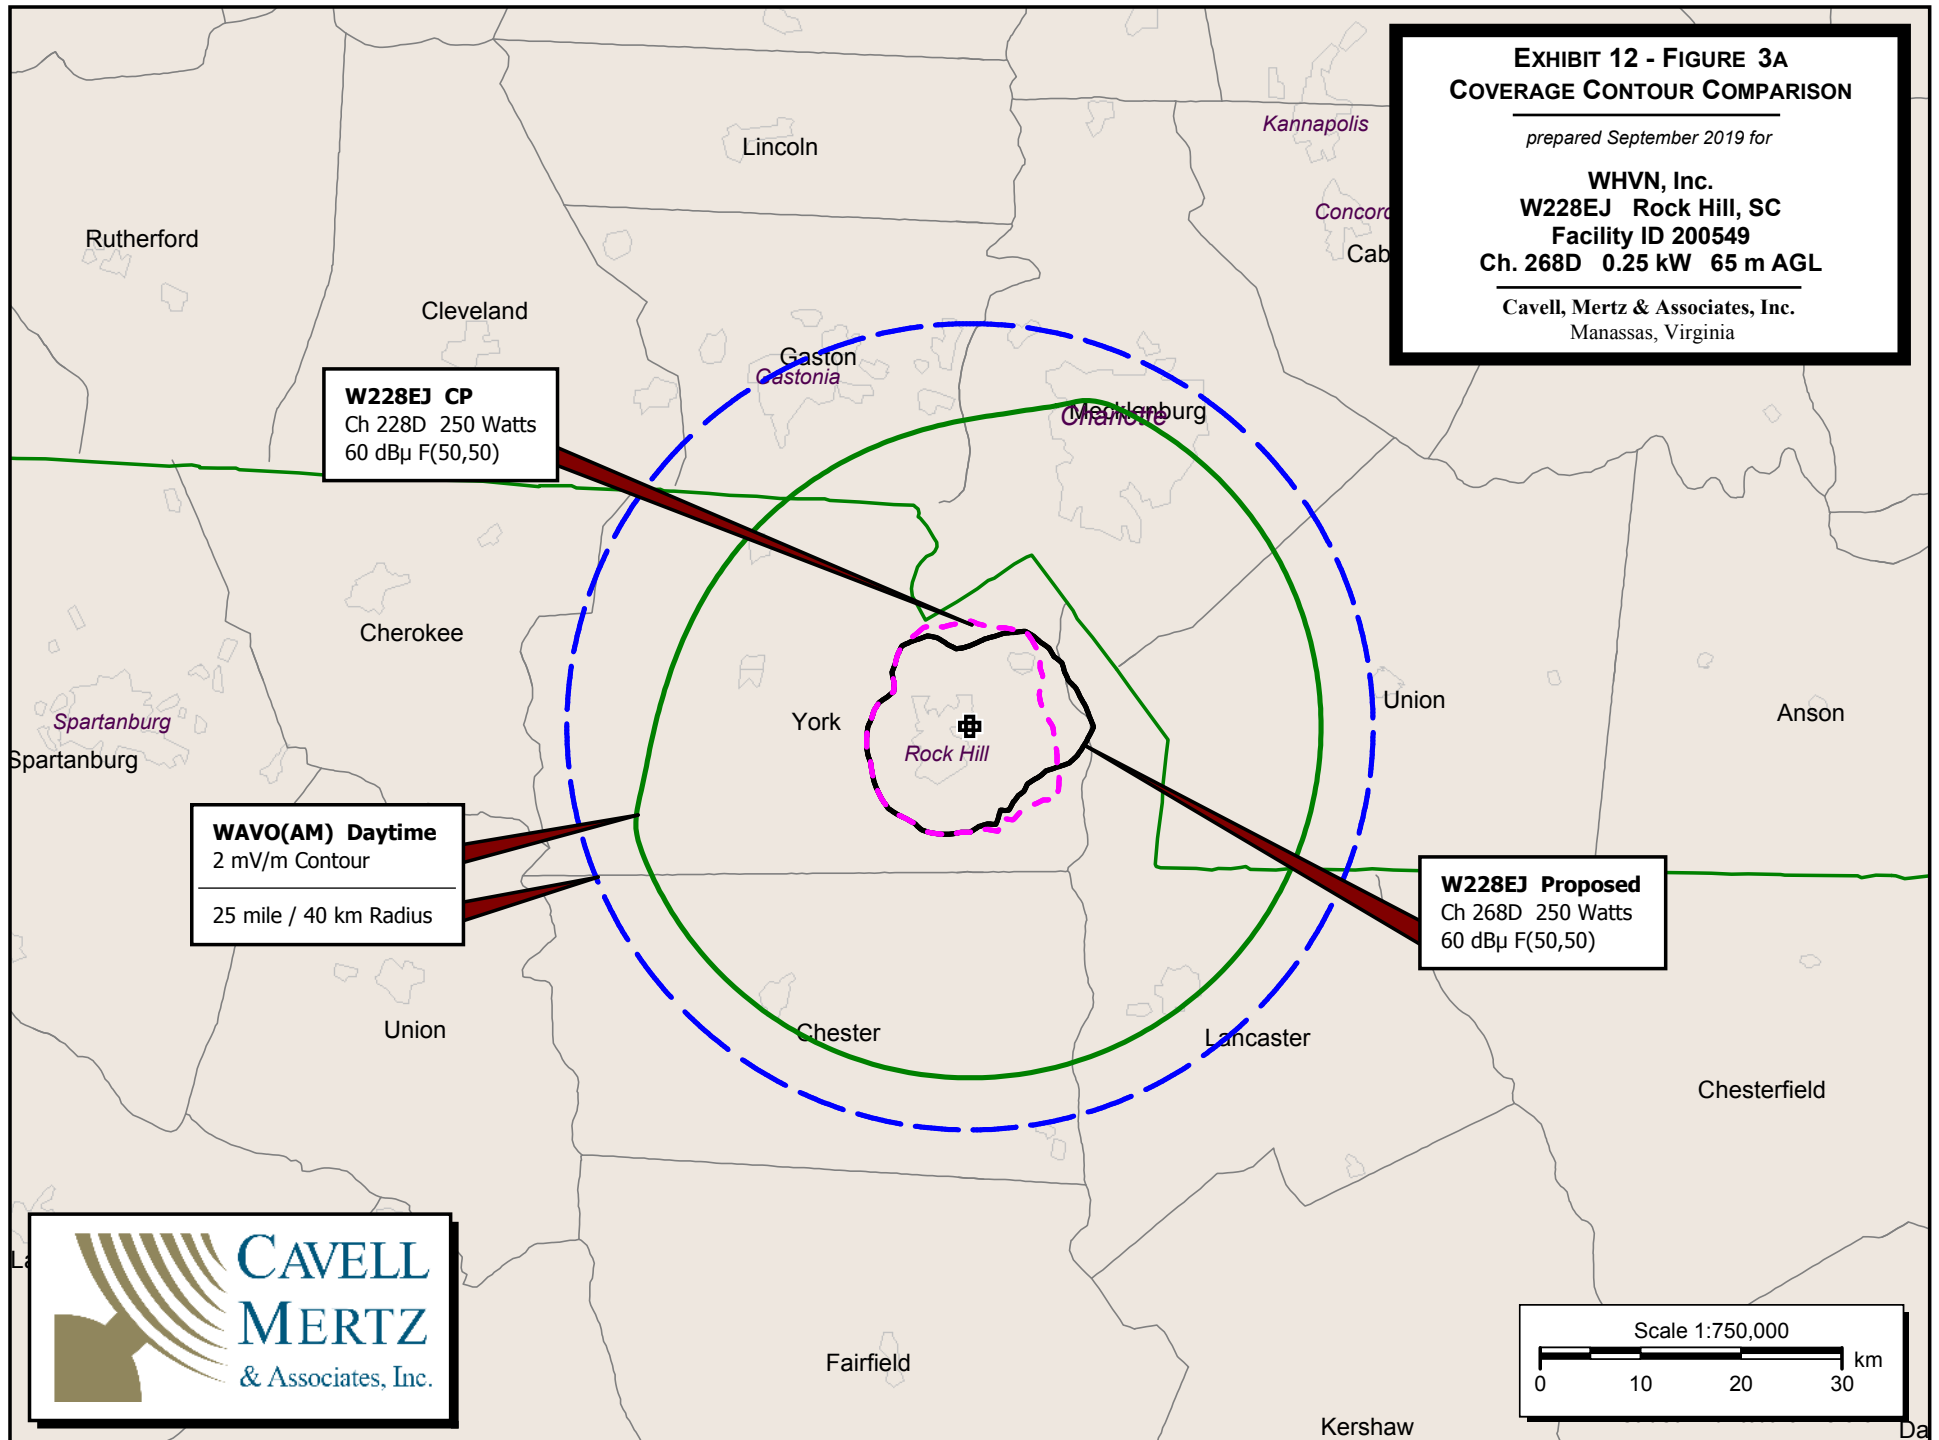 EXHIBIT 12 - FIGURE 3A
COVERAGE CONTOUR COMPARISON
prepared September 2019 for
WHVN, Inc.
W228EJ Rock Hill, SC
Facility ID 200549
Ch. 268D 0.25 kW 65 m AGL
Cavell, Mertz & Associates, Inc.
Manassas, Virginia
Kannapolis
Lincoln
Concord
Cab
Rutherford
Cleveland
Gaston
Gastonia
Mecklenburg
Charlotte
W228EJ CP
Ch 228D 250 Watts
60 dBµ F(50,50)
Cherokee
Spartanburg
Spartanburg
York
Rock Hill
Union
Anson
WAVO(AM) Daytime
2 mV/m Contour
25 mile / 40 km Radius
W228EJ Proposed
Ch 268D 250 Watts
60 dBµ F(50,50)
Union
Chester
Lancaster
Chesterfield
Fairfield
Kershaw
La
Da
CAVELL
MERTZ
& Associates, Inc.
Scale 1:750,000
km
0 10 20 30